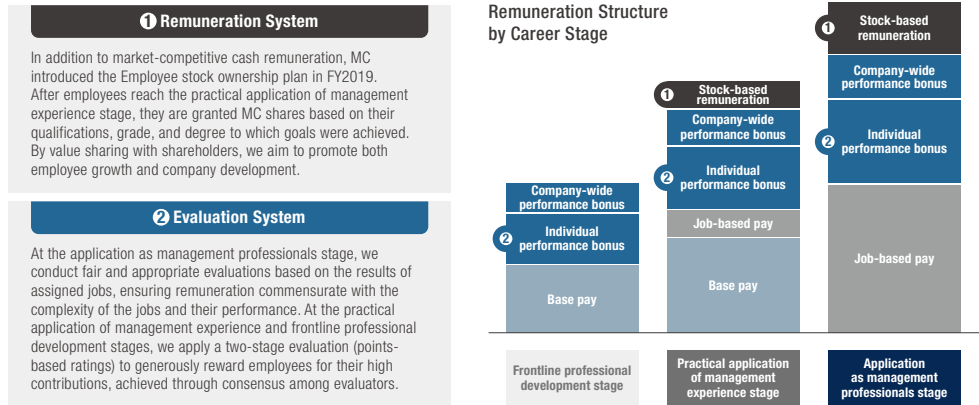 ❶ Remuneration System
In addition to market-competitive cash remuneration, MC
introduced the Employee stock ownership plan in FY2019.
After employees reach the practical application of management
experience stage, they are granted MC shares based on their
qualifications, grade, and degree to which goals were achieved.
By value sharing with shareholders, we aim to promote both
employee growth and company development.
❷ Evaluation System
At the application as management professionals stage, we
conduct fair and appropriate evaluations based on the results of
assigned jobs, ensuring remuneration commensurate with the
complexity of the jobs and their performance. At the practical
application of management experience and frontline professional
development stages, we apply a two-stage evaluation (points-
based ratings) to generously reward employees for their high
contributions, achieved through consensus among evaluators.
Remuneration Structure
by Career Stage
Company-wide
performance bonus
❷
Individual
performance bonus
Base pay
Frontline professional
development stage
❶
Stock-based
remuneration
Company-wide
performance bonus
❷
Individual
performance bonus
Job-based pay
Base pay
Practical application
of management
experience stage
❶
Stock-based
remuneration
Company-wide
performance bonus
❷
Individual
performance bonus
Job-based pay
Application
as management
professionals stage